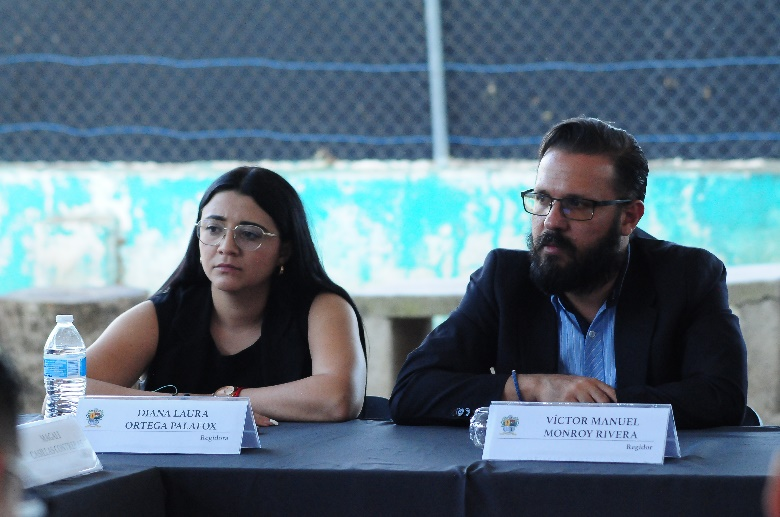 DIANA LAURA
ORTEGA PALAFOX
Regidora
VÍCTOR MANUEL
MONROY RIVERA
Regidor